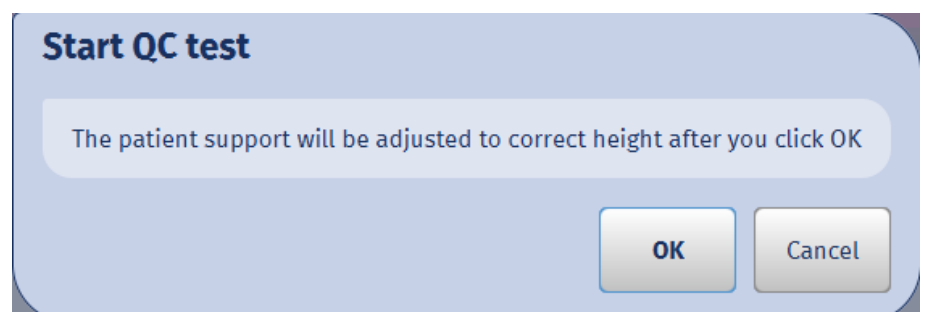 Start QC test
The patient support will be adjusted to correct height after you click OK
OK
Cancel